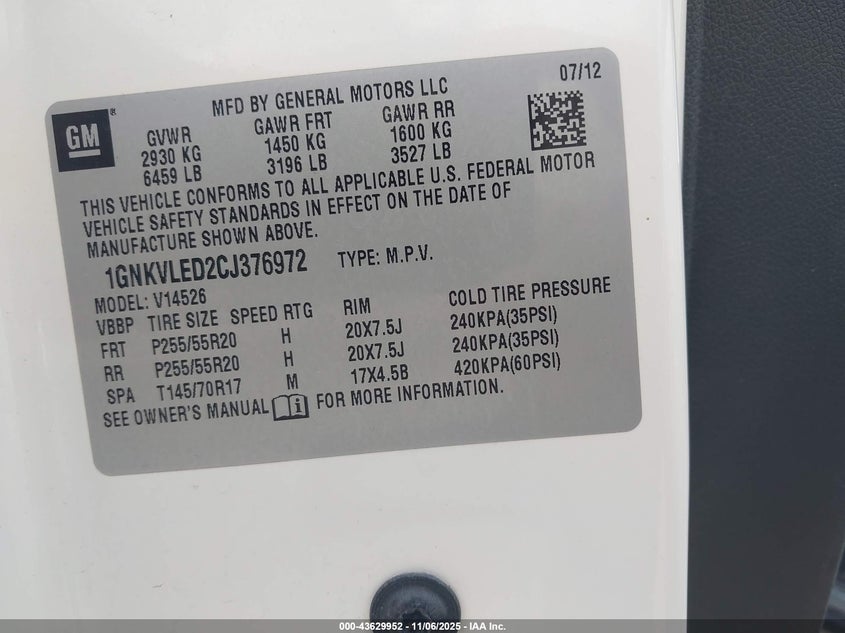 07/12
MFD BY GENERAL MOTORS LLC
GM®
GVWR GAWR FRT GAWR RR
2930 KG 1450 KG 1600 KG
6459 LB 3196 LB 3527 LB
THIS VEHICLE CONFORMS TO ALL APPLICABLE U.S. FEDERAL MOTOR
VEHICLE SAFETY STANDARDS IN EFFECT ON THE DATE OF
MANUFACTURE SHOWN ABOVE.
1GNKVLED2CJ376972 TYPE: M.P.V.
MODEL: V14526
VBBP TIRE SIZE SPEED RTG RIM COLD TIRE PRESSURE
FRT P255/55R20 H 20X7.5J 240KPA(35PSI)
RR P255/55R20 H 20X7.5J 240KPA(35PSI)
SPA T145/70R17 M 17X4.5B 420KPA(60PSI)
SEE OWNER'S MANUAL FOR MORE INFORMATION.
000-43629952 - 11/06/2025 - IAA Inc.